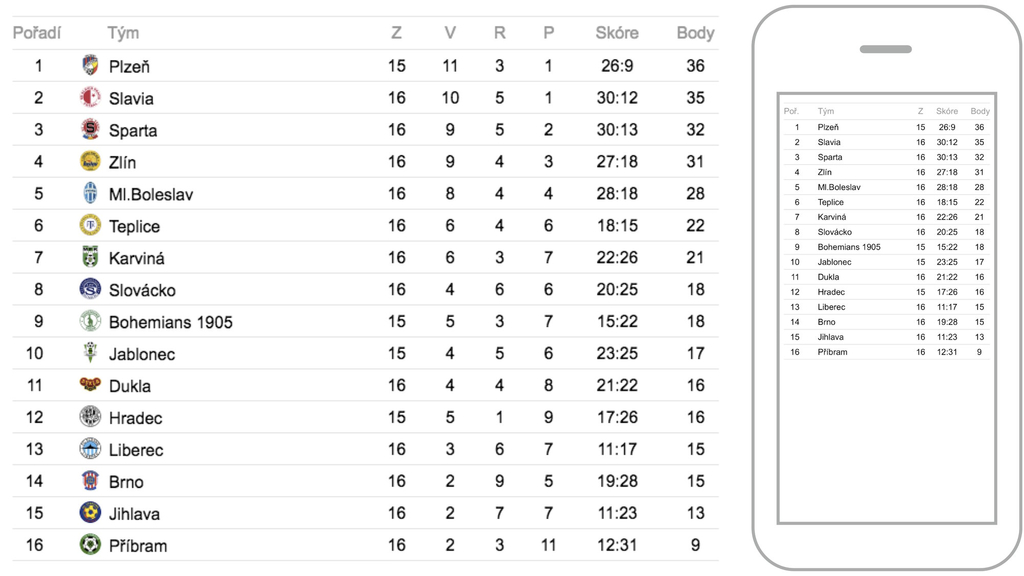 Pořadí Tým Z V R P Skóre Body
1 Plzeň 15 11 3 1 26:9 36
2 Slavia 16 10 5 1 30:12 35
3 Sparta 16 9 5 2 30:13 32
4 Zlín 16 9 4 3 27:18 31
5 Ml.Boleslav 16 8 4 4 28:18 28
6 Teplice 16 6 4 6 18:15 22
7 Karviná 16 6 3 7 22:26 21
8 Slovácko 16 4 6 6 20:25 18
9 Bohemians 1905 15 5 3 7 15:22 18
10 Jablonec 15 4 5 6 23:25 17
11 Dukla 16 4 4 8 21:22 16
12 Hradec 15 5 1 9 17:26 16
13 Liberec 16 3 6 7 11:17 15
14 Brno 16 2 9 5 19:28 15
15 Jihlava 16 2 7 7 11:23 13
16 Příbram 16 2 3 11 12:31 9
Poř. Tým Z Skóre Body
1 Plzeň 15 26:9 36
2 Slavia 16 30:12 35
3 Sparta 16 30:13 32
4 Zlín 16 27:18 31
5 Ml.Boleslav 16 28:18 28
6 Teplice 16 18:15 22
7 Karviná 16 22:26 21
8 Slovácko 16 20:25 18
9 Bohemians 1905 15 15:22 18
10 Jablonec 15 23:25 17
11 Dukla 16 21:22 16
12 Hradec 15 17:26 16
13 Liberec 16 11:17 15
14 Brno 16 19:28 15
15 Jihlava 16 11:23 13
16 Příbram 16 12:31 9